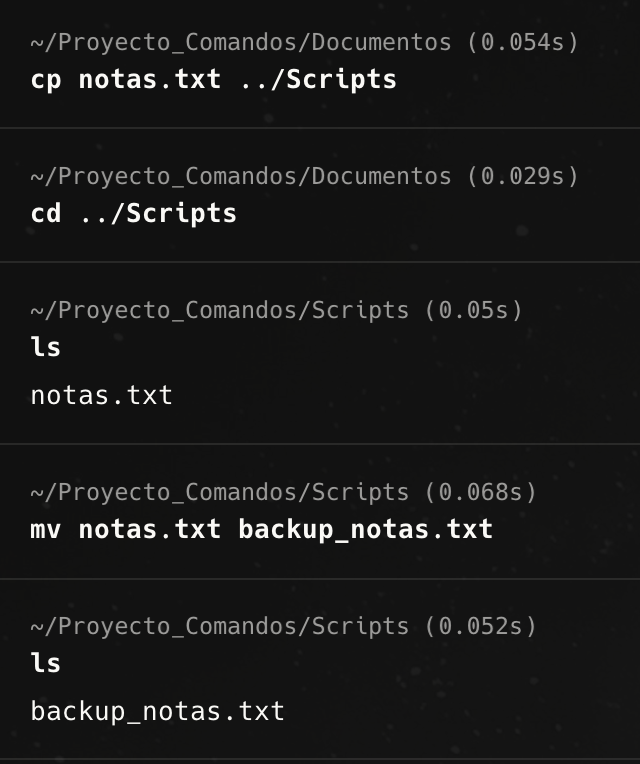 ~/Proyecto_Comandos/Documentos (0.054s)
cp notas.txt ../Scripts
~/Proyecto_Comandos/Documentos (0.029s)
cd ../Scripts
~/Proyecto_Comandos/Scripts (0.05s)
ls
notas.txt
~/Proyecto_Comandos/Scripts (0.068s)
mv notas.txt backup_notas.txt
~/Proyecto_Comandos/Scripts (0.052s)
ls
backup_notas.txt